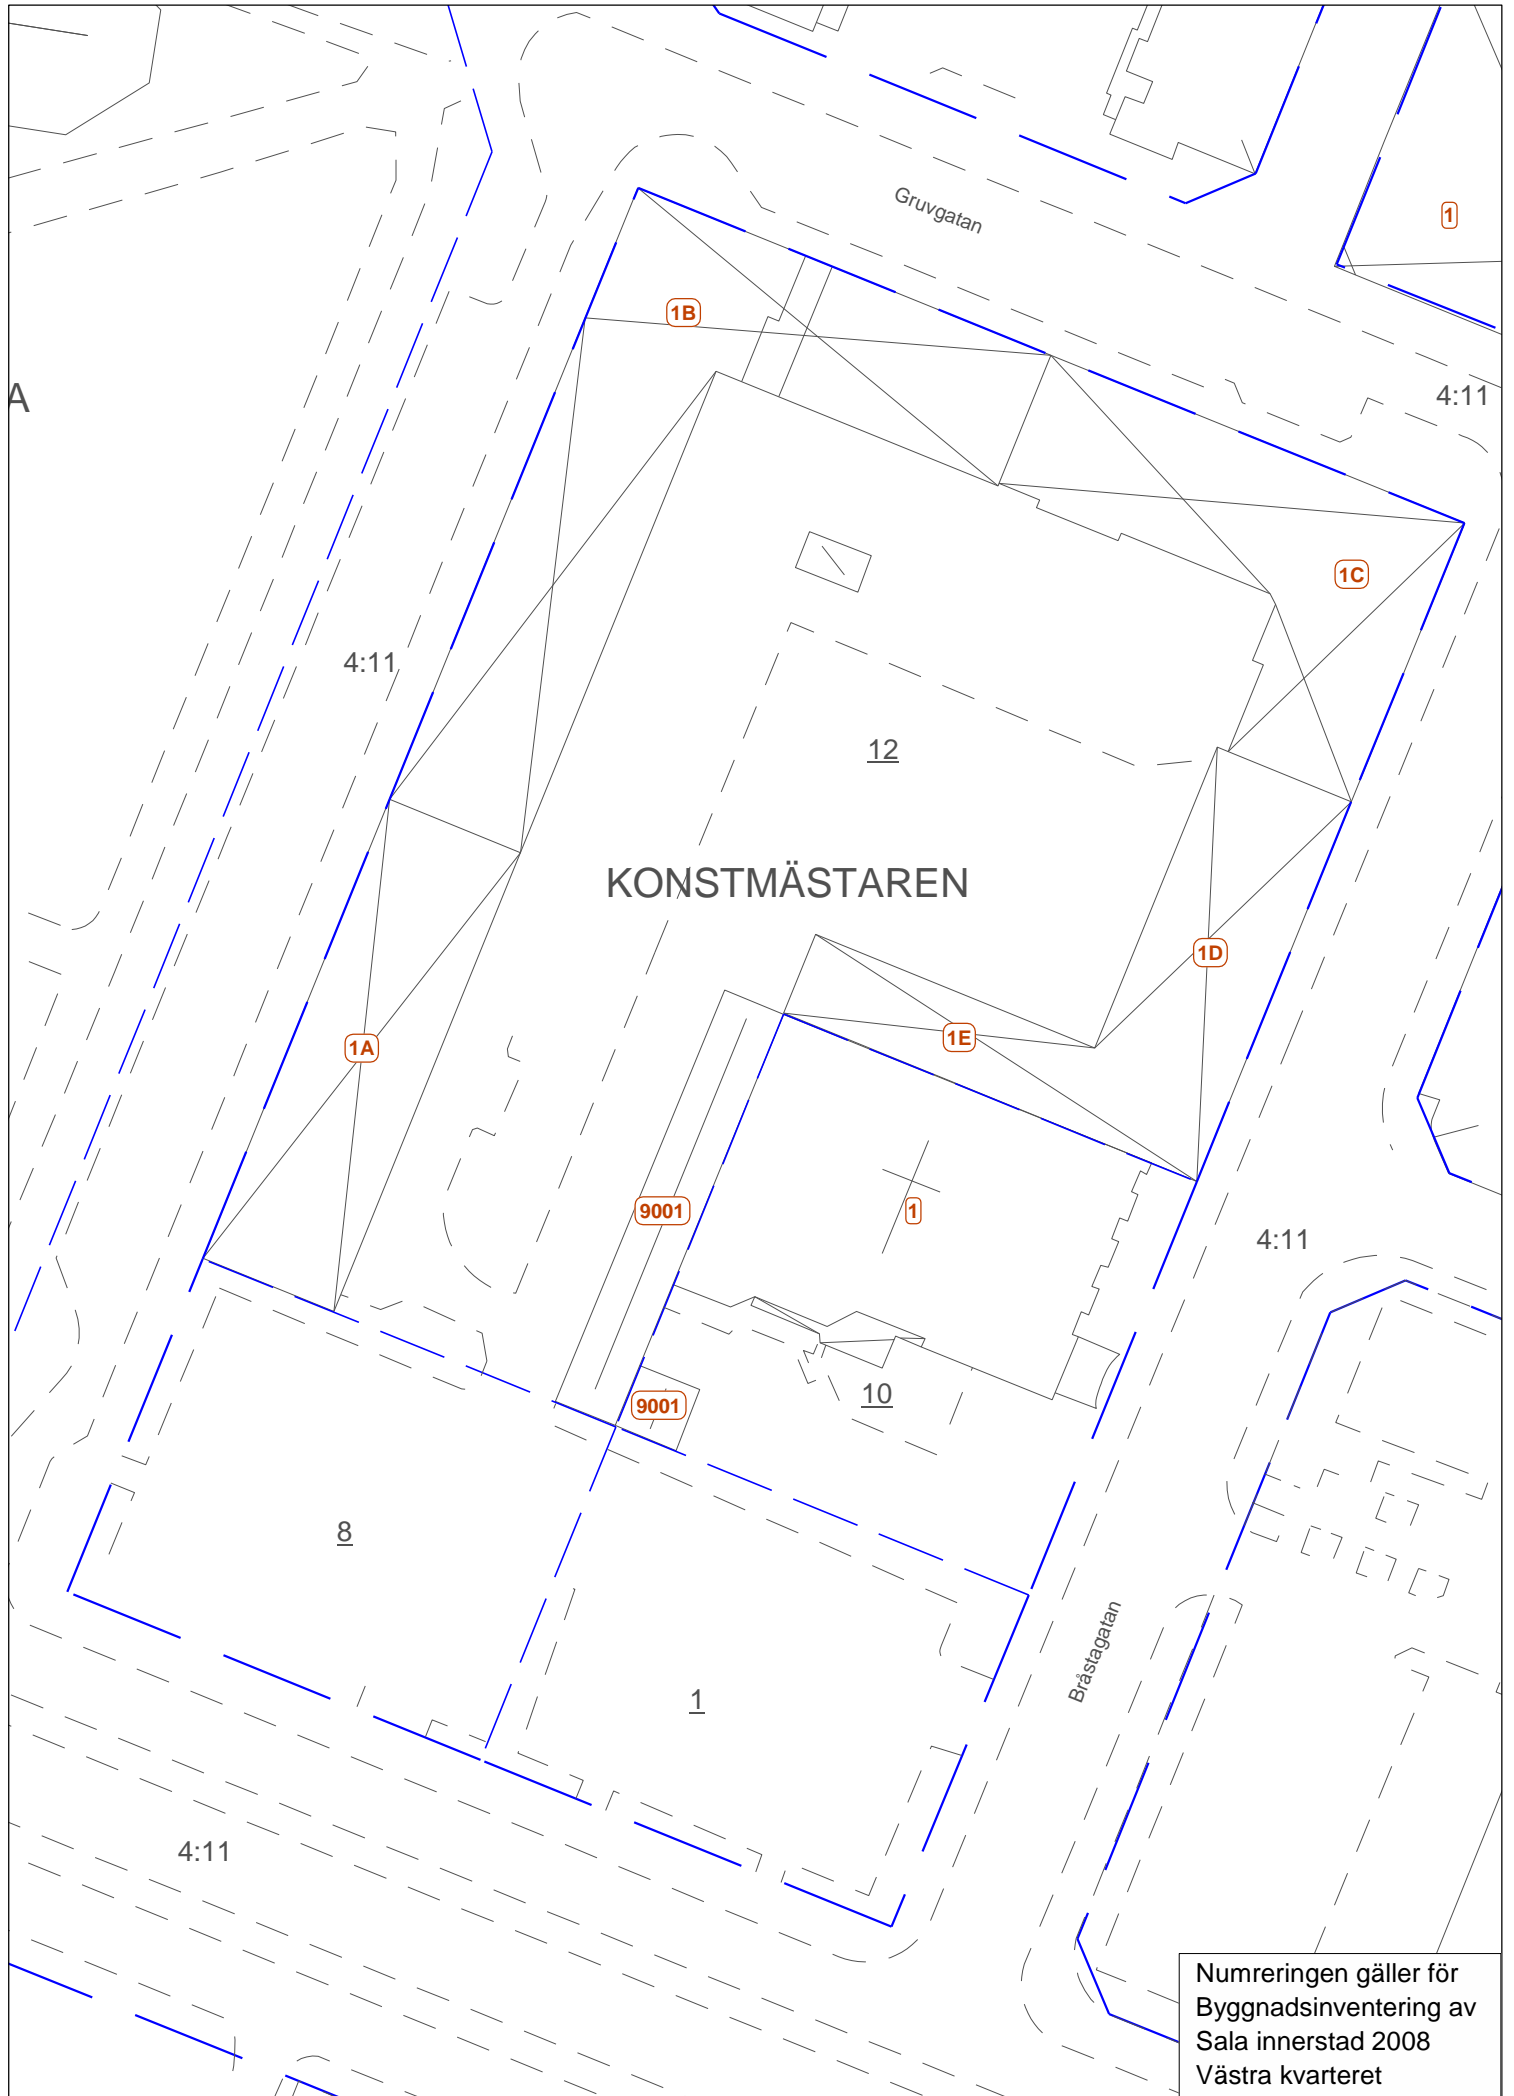 Gruvgatan
1
1B
A
4:11
1C
4:11
12
KONSTMÄSTAREN
1D
1E
1A
9001
1
4:11
10
9001
8
Bråstagatan
1
4:11
Numreringen gäller för
Byggnadsinventering av
Sala innerstad 2008
Västra kvarteret